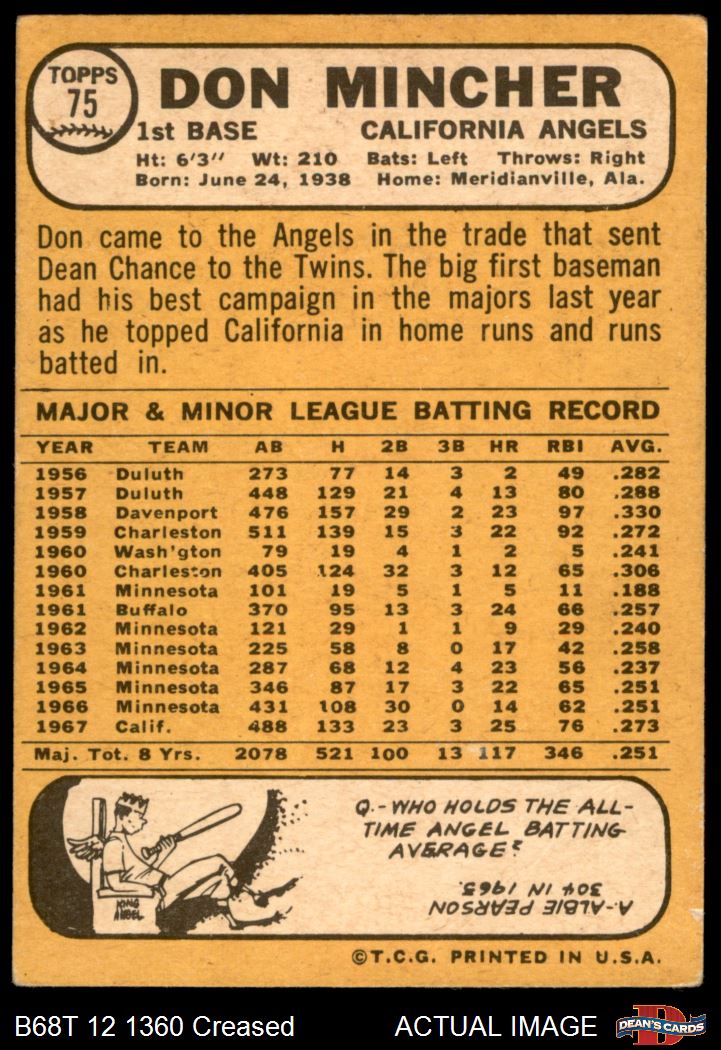 TOPPS
75
DON MINCHER
1st BASE CALIFORNIA ANGELS
Ht: 6'3" Wt: 210 Bats: Left Throws: Right
Born: June 24, 1938 Home: Meridianville, Ala.
Don came to the Angels in the trade that sent
Dean Chance to the Twins. The big first baseman
had his best campaign in the majors last year
as he topped California in home runs and runs
batted in.
MAJOR & MINOR LEAGUE BATTING RECORD
YEAR TEAM AB H 2B 3B HR RBI AVG.
1956 Duluth 273 77 14 3 2 49 .282
1957 Duluth 448 129 21 4 13 80 .288
1958 Davenport 476 157 29 2 23 97 .330
1959 Charleston 511 139 15 3 22 92 .272
1960 Wash'gton 79 19 4 1 2 5 .241
1960 Charleston 405 124 32 3 12 65 .306
1961 Minnesota 101 19 5 1 5 11 .188
1961 Buffalo 370 95 13 3 24 66 .257
1962 Minnesota 121 29 1 1 9 29 .240
1963 Minnesota 225 58 8 0 17 42 .258
1964 Minnesota 287 68 12 4 23 56 .237
1965 Minnesota 346 87 17 3 22 65 .251
1966 Minnesota 431 108 30 0 14 62 .251
1967 Calif. 488 133 23 3 25 76 .273
Maj. Tot. 8 Yrs. 2078 521 100 13 117 346 .251
Q.-WHO HOLDS THE ALL-
TIME ANGEL BATTING
AVERAGE?
A-ALBIE PEARSON
304 IN 1963.
KING
ANGEL
©T.C.G. PRINTED IN U.S.A.
B68T 12 1360 Creased ACTUAL IMAGE
D
DEAN'S CARDS